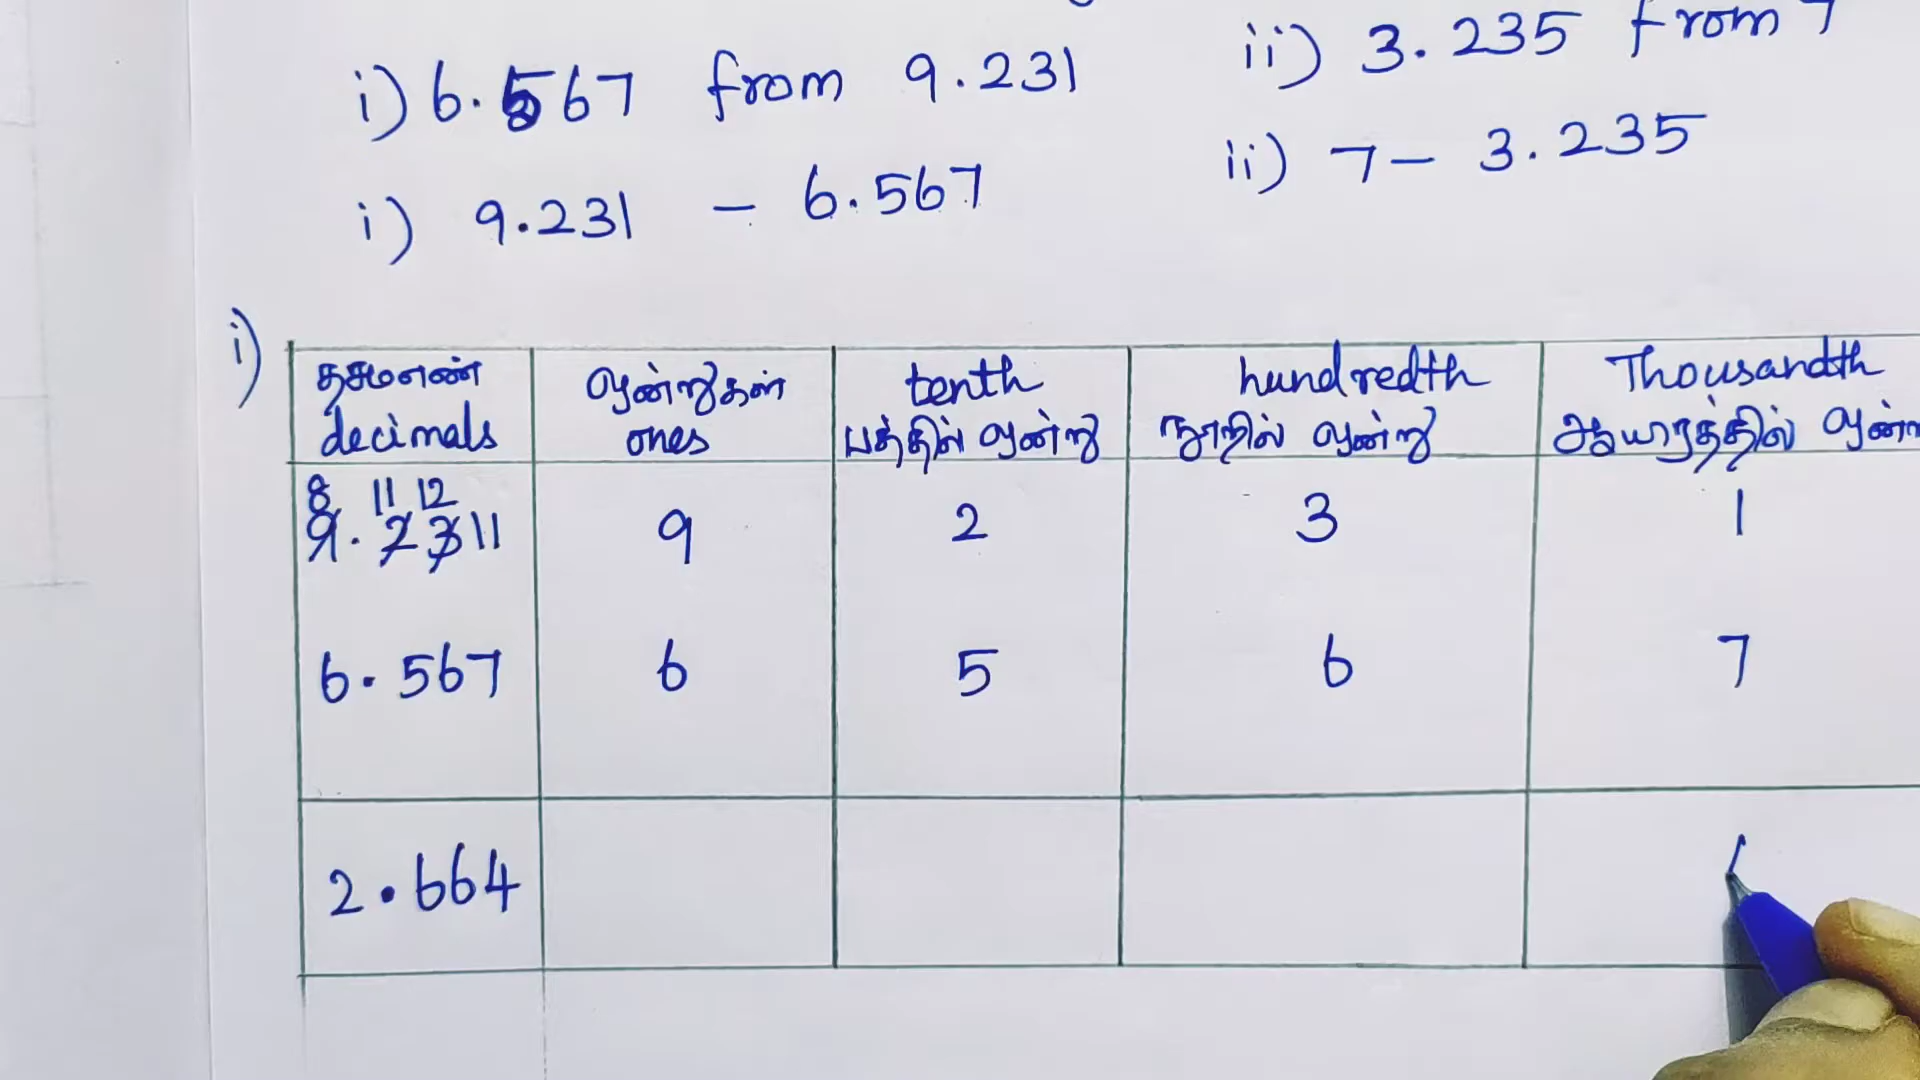 i) 6.567 from 9.231
ii) 3.235 from 7
i) 9.231 - 6.567
ii) 7 - 3.235
i)
தசமஎண் decimals
ஒன்றுகள் ones
tenth பத்தில் ஒன்று
hundredth நூறில் ஒன்று
Thousandth ஆயிரத்தில்
8 11 12
9.2311 9 2 3 1
6.567 6 5 6 7
2.664